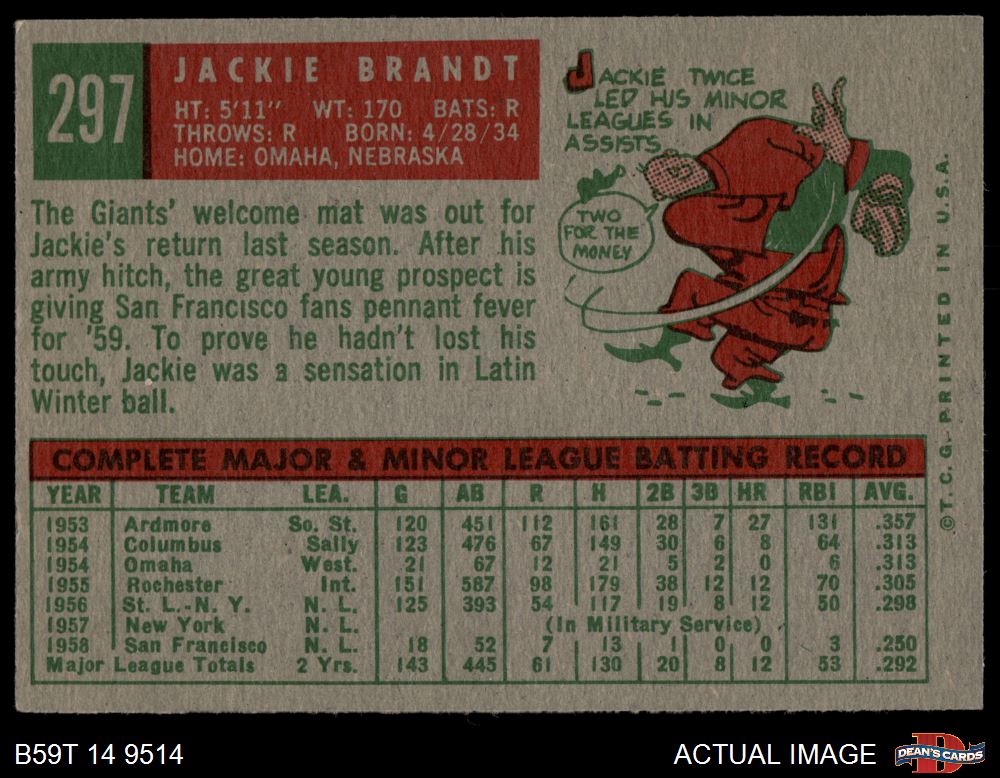 297
JACKIE BRANDT
HT: 5'11" WT: 170 BATS: R
THROWS: R BORN: 4/28/34
HOME: OMAHA, NEBRASKA
JACKIE TWICE
LED HIS MINOR
LEAGUES IN
ASSISTS
TWO
FOR THE
MONEY
The Giants' welcome mat was out for
Jackie's return last season. After his
army hitch, the great young prospect is
giving San Francisco fans pennant fever
for '59. To prove he hadn't lost his
touch, Jackie was a sensation in Latin
Winter ball.
COMPLETE MAJOR & MINOR LEAGUE BATTING RECORD
YEAR TEAM LEA. G AB R H 2B 3B HR RBI AVG.
1953 Ardmore So. St. 120 451 112 161 28 7 27 131 .357
1954 Columbus Sally 123 476 67 149 30 6 8 64 .313
1954 Omaha West. 21 67 12 21 5 2 0 6 .313
1955 Rochester Int. 151 587 98 179 38 12 12 70 .305
1956 St. L.-N. Y. N. L. 125 393 54 117 19 8 12 50 .298
1957 New York N. L. (In Military Service)
1958 San Francisco N. L. 18 52 7 13 1 0 0 3 .250
Major League Totals 2 Yrs. 143 445 61 130 20 8 12 53 .292
©T. C. G. PRINTED IN U.S.A.
B59T 14 9514
ACTUAL IMAGE
DEAN'S CARDS